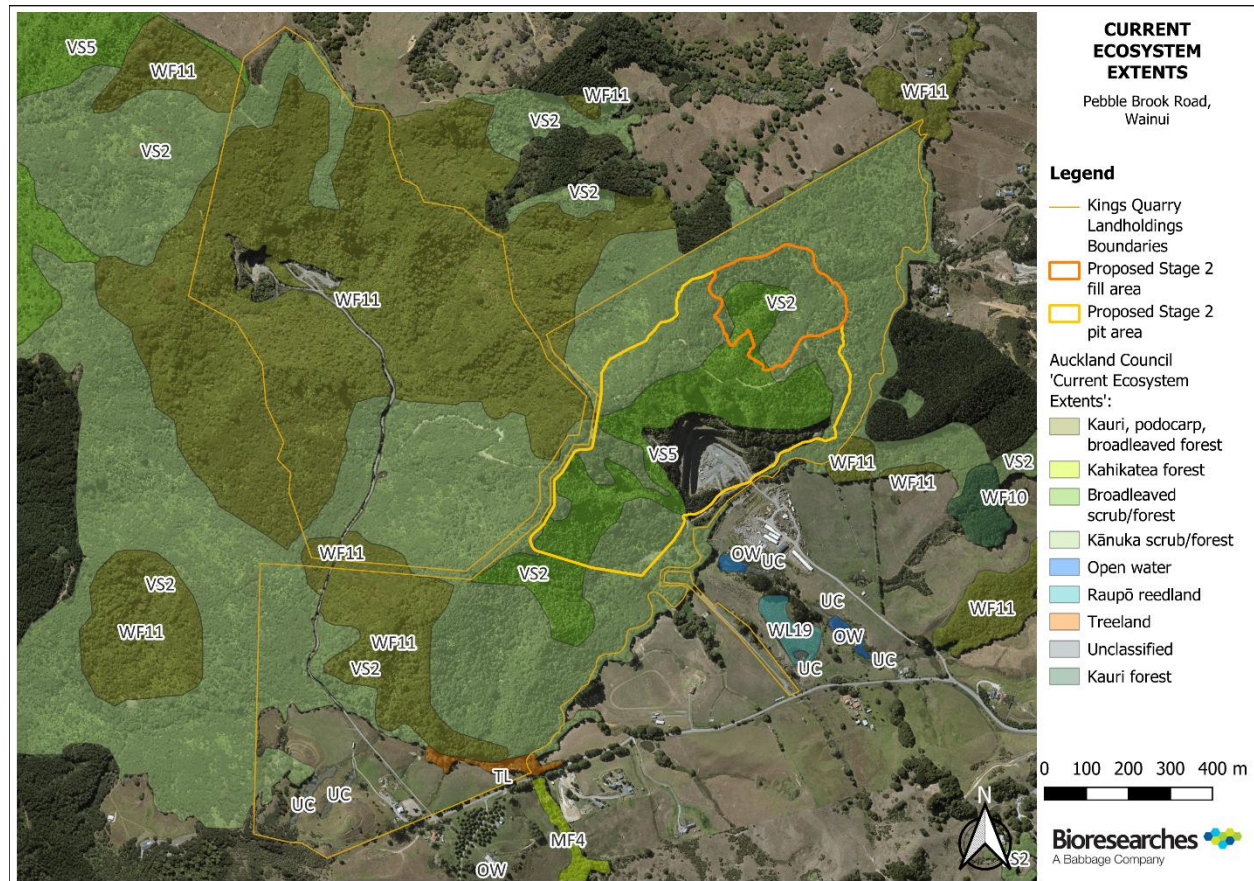 VS5
WF11
WF11
WF11
VS2
VS2
VS2
WF11
VS2
VS5
WF11
VS2
WF11
WF10
WF11
VS2
OW
UC
VS2
WF11
UC
WF11
WL19
OW
WF11
UC
UC
VS2
TL
UC
UC
MF4
OW
S2
CURRENT
ECOSYSTEM
EXTENTS
Pebble Brook Road,
Wainui
Legend
Kings Quarry
Landholdings
Boundaries
Proposed Stage 2
fill area
Proposed Stage 2
pit area
Auckland Council
'Current Ecosystem
Extents':
Kauri, podocarp,
broadleaved forest
Kahikatea forest
Broadleaved
scrub/forest
Kānuka scrub/forest
Open water
Raupō reedland
Treeland
Unclassified
Kauri forest
0 100 200 300 400 m
N
Bioresearches
A Babbage Company